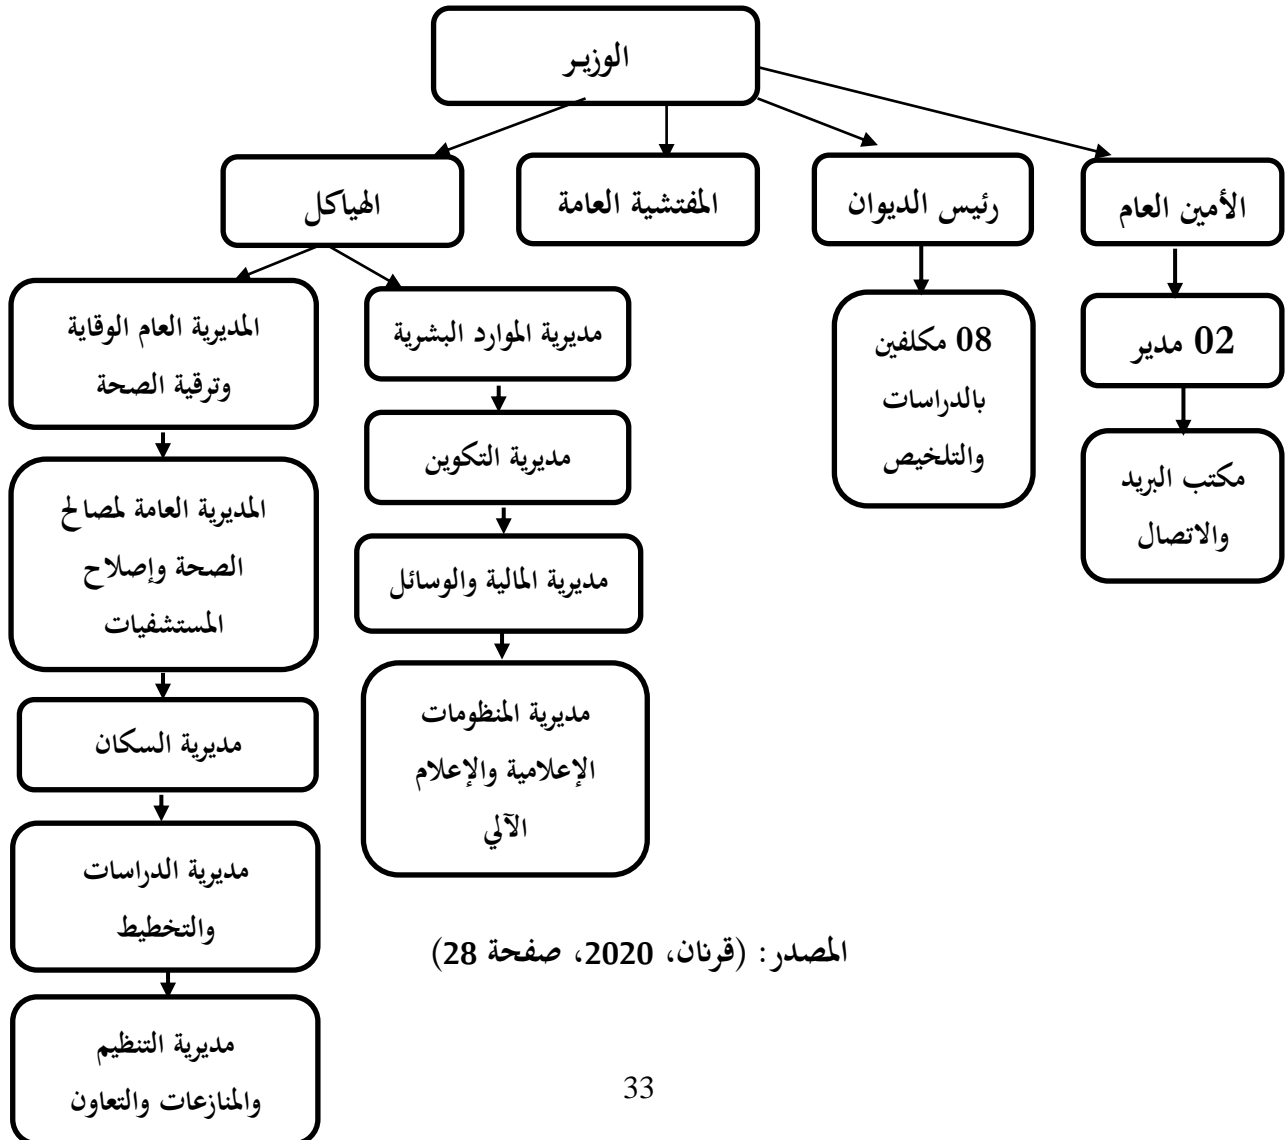 الوزيـر
الأمين العام
رئيس الديوان
المفتشية العامة
الهياكل
02 مدير
مكتب البريد
والاتصال
08 مكلفين
بالدراسات
والتلخيص
مديرية الموارد البشرية
مديرية التكوين
مديرية المالية والوسائل
مديرية المنظومات
الإعلامية والإعلام
الآلي
المديرية العام الوقاية
وترقية الصحة
المديرية العامة لمصالح
الصحة وإصلاح
المستشفيات
مديرية السكان
مديرية الدراسات
والتخطيط
مديرية التنظيم
والمنازعات والتعاون
المصدر: (قرنان، 2020، صفحة 28)
33